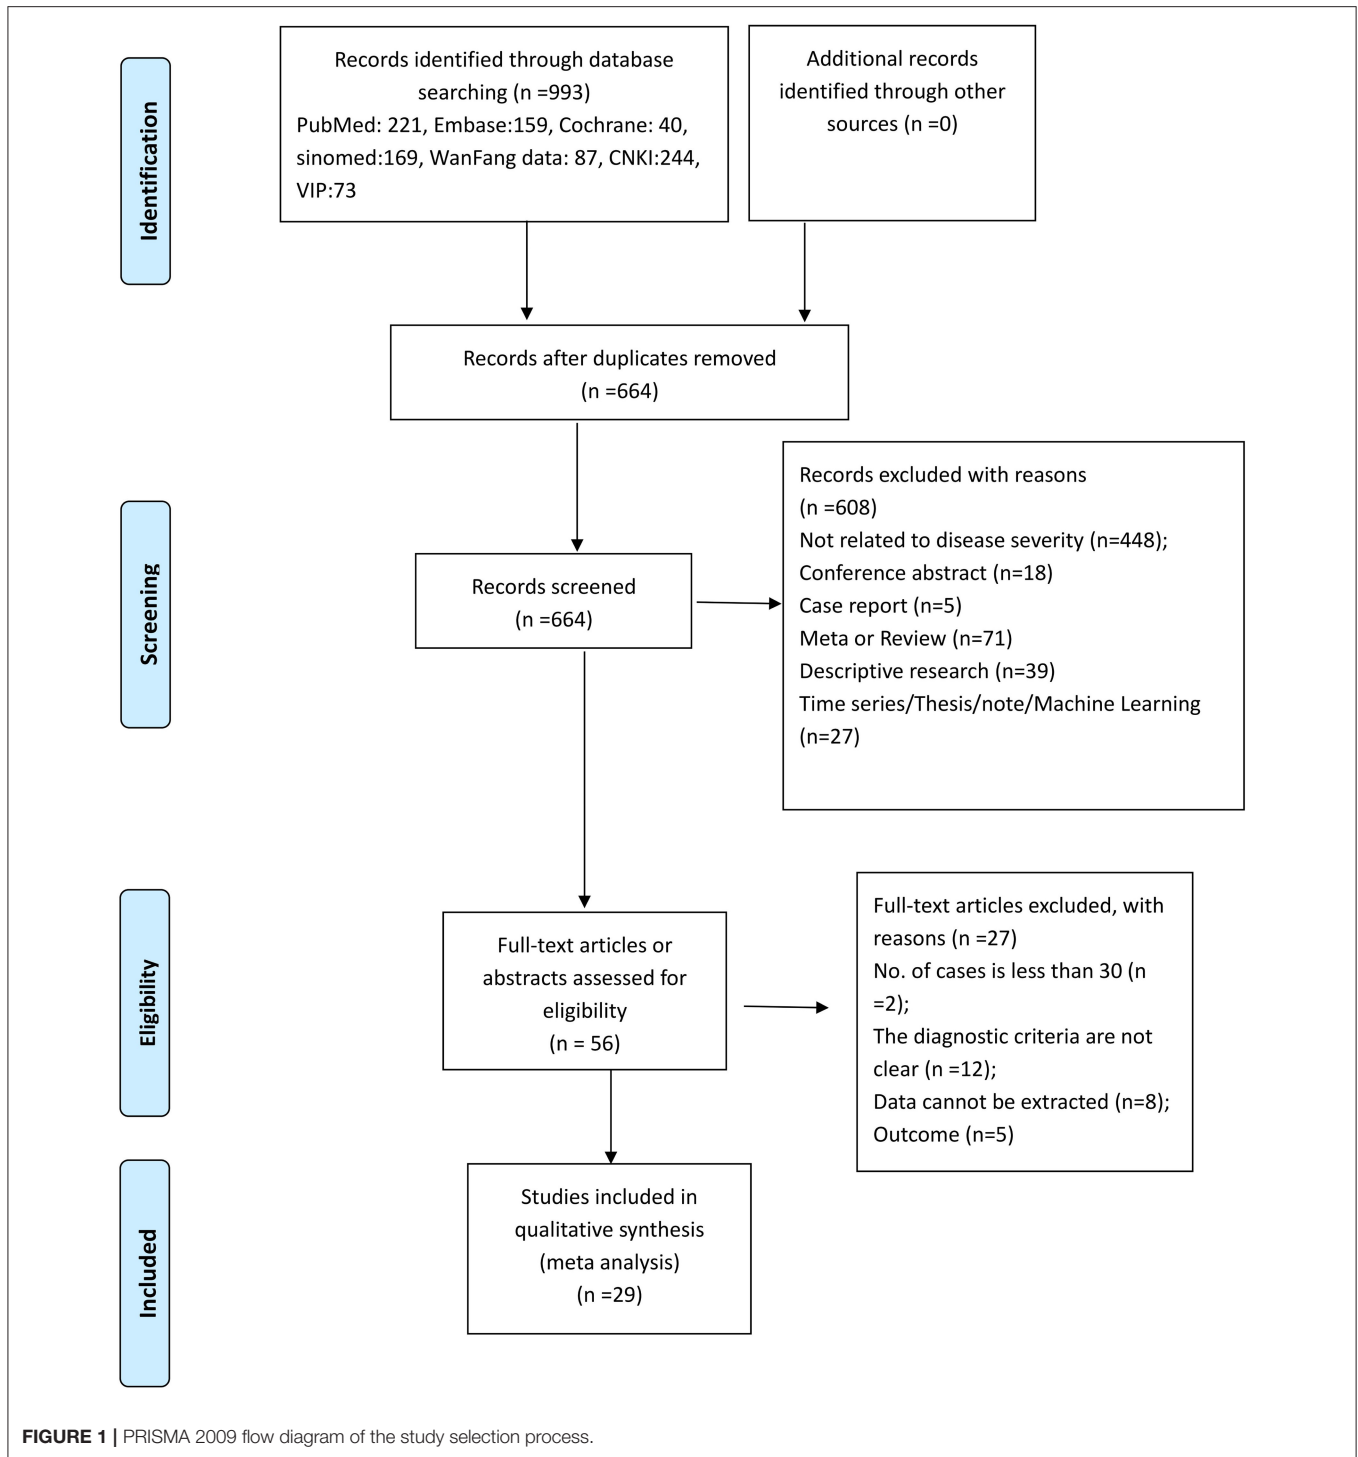 Identification
Records identified through database
searching (n =993)
PubMed: 221, Embase:159, Cochrane: 40,
sinomed:169, WanFang data: 87, CNKI:244,
VIP:73
Additional records
identified through other
sources (n =0)
Records after duplicates removed
(n =664)
Screening
Records screened
(n =664)
Records excluded with reasons
(n =608)
Not related to disease severity (n=448);
Conference abstract (n=18)
Case report (n=5)
Meta or Review (n=71)
Descriptive research (n=39)
Time series/Thesis/note/Machine Learning
(n=27)
Eligibility
Full-text articles or
abstracts assessed for
eligibility
(n = 56)
Full-text articles excluded, with
reasons (n =27)
No. of cases is less than 30 (n
=2);
The diagnostic criteria are not
clear (n =12);
Data cannot be extracted (n=8);
Outcome (n=5)
Included
Studies included in
qualitative synthesis
(meta analysis)
(n =29)
FIGURE 1 | PRISMA 2009 flow diagram of the study selection process.